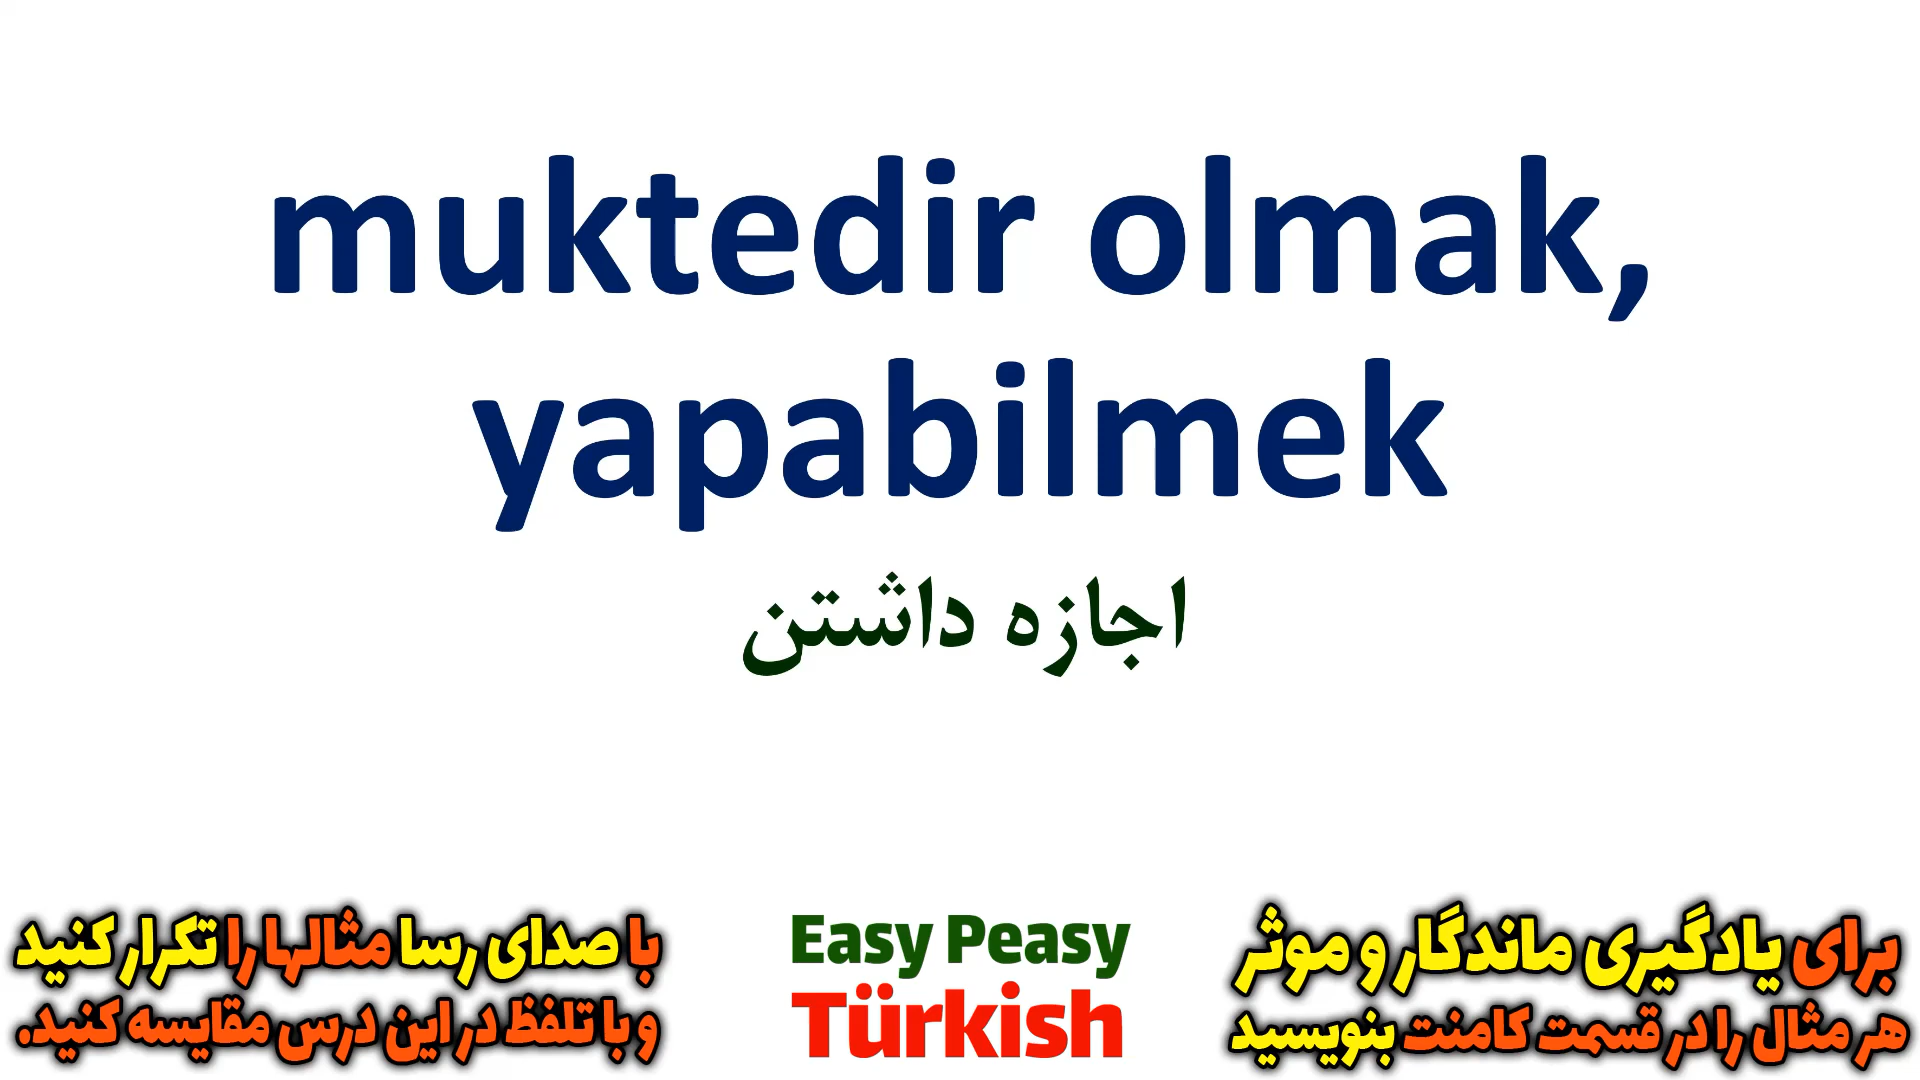 muktedir olmak,
yapabilmek
اجازه داشتن
با صدای رسا مثالها را تکرار کنید
و با تلفظ در این درس مقایسه کنید.
Easy Peasy
Türkish
برای یادگیری ماندگار و موثر
هر مثال را در قسمت کامنت بنویسید